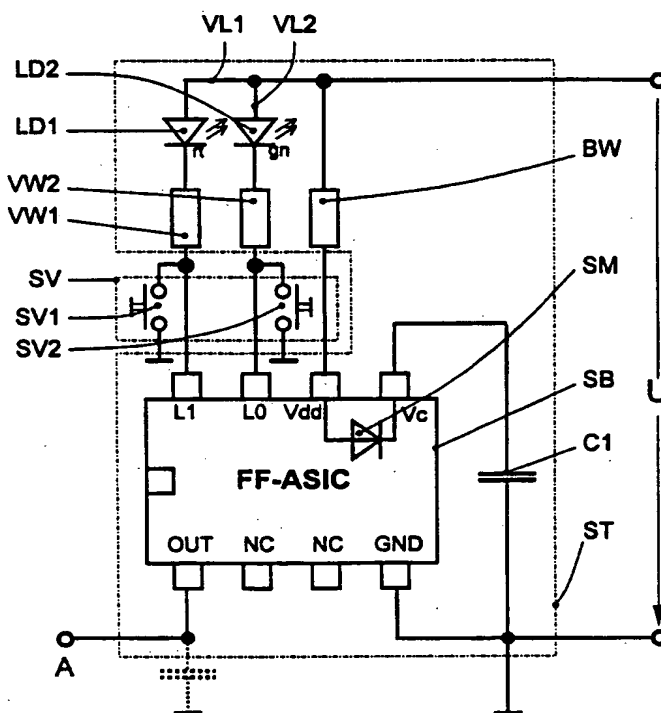 VL1 VL2
LD2
LD1
rt gn
BW
VW2
VW1
SV
SM
SV1
SV2
SB
L1 L0 Vdd Vc
U
C1
FF-ASIC
OUT NC NC GND
ST
A